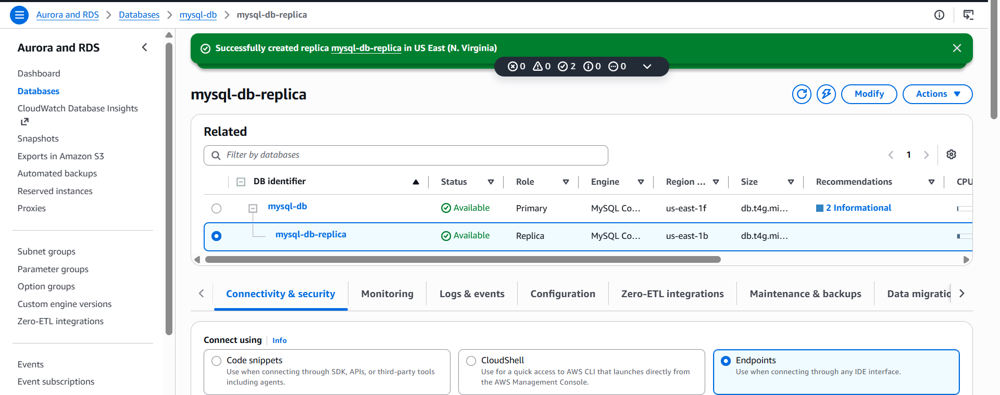 Aurora and RDS > Databases > mysql-db > mysql-db-replica
Aurora and RDS
Dashboard
Databases
CloudWatch Database Insights
Snapshots
Exports in Amazon S3
Automated backups
Reserved instances
Proxies
Subnet groups
Parameter groups
Option groups
Custom engine versions
Zero-ETL integrations
Events
Event subscriptions
Successfully created replica mysql-db-replica in US East (N. Virginia)
0 0 2 0 0
mysql-db-replica
Modify
Actions
Related
Filter by databases
1
DB identifier Status Role Engine Region ... Size Recommendations CPU
mysql-db Available Primary MySQL Co... us-east-1f db.t4g.mi... 2 Informational
mysql-db-replica Available Replica MySQL Co... us-east-1b db.t4g.mi...
Connectivity & security Monitoring Logs & events Configuration Zero-ETL integrations Maintenance & backups Data migratio
Connect using Info
Code snippets
Use when connecting through SDK, APIs, or third-party tools
including agents.
CloudShell
Use for a quick access to AWS CLI that launches directly from
the AWS Management Console.
Endpoints
Use when connecting through any IDE interface.